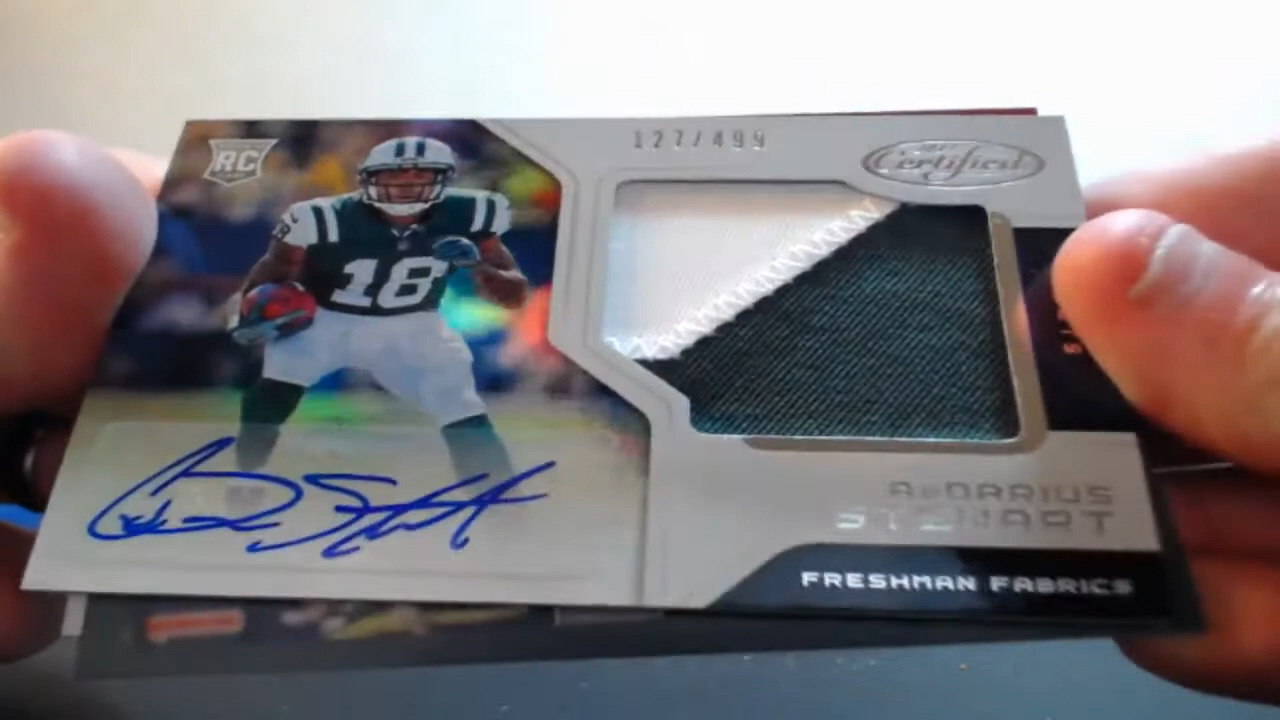 RC
127/499
Certified
18
ArDARIUS
STEWART
FRESHMAN FABRICS